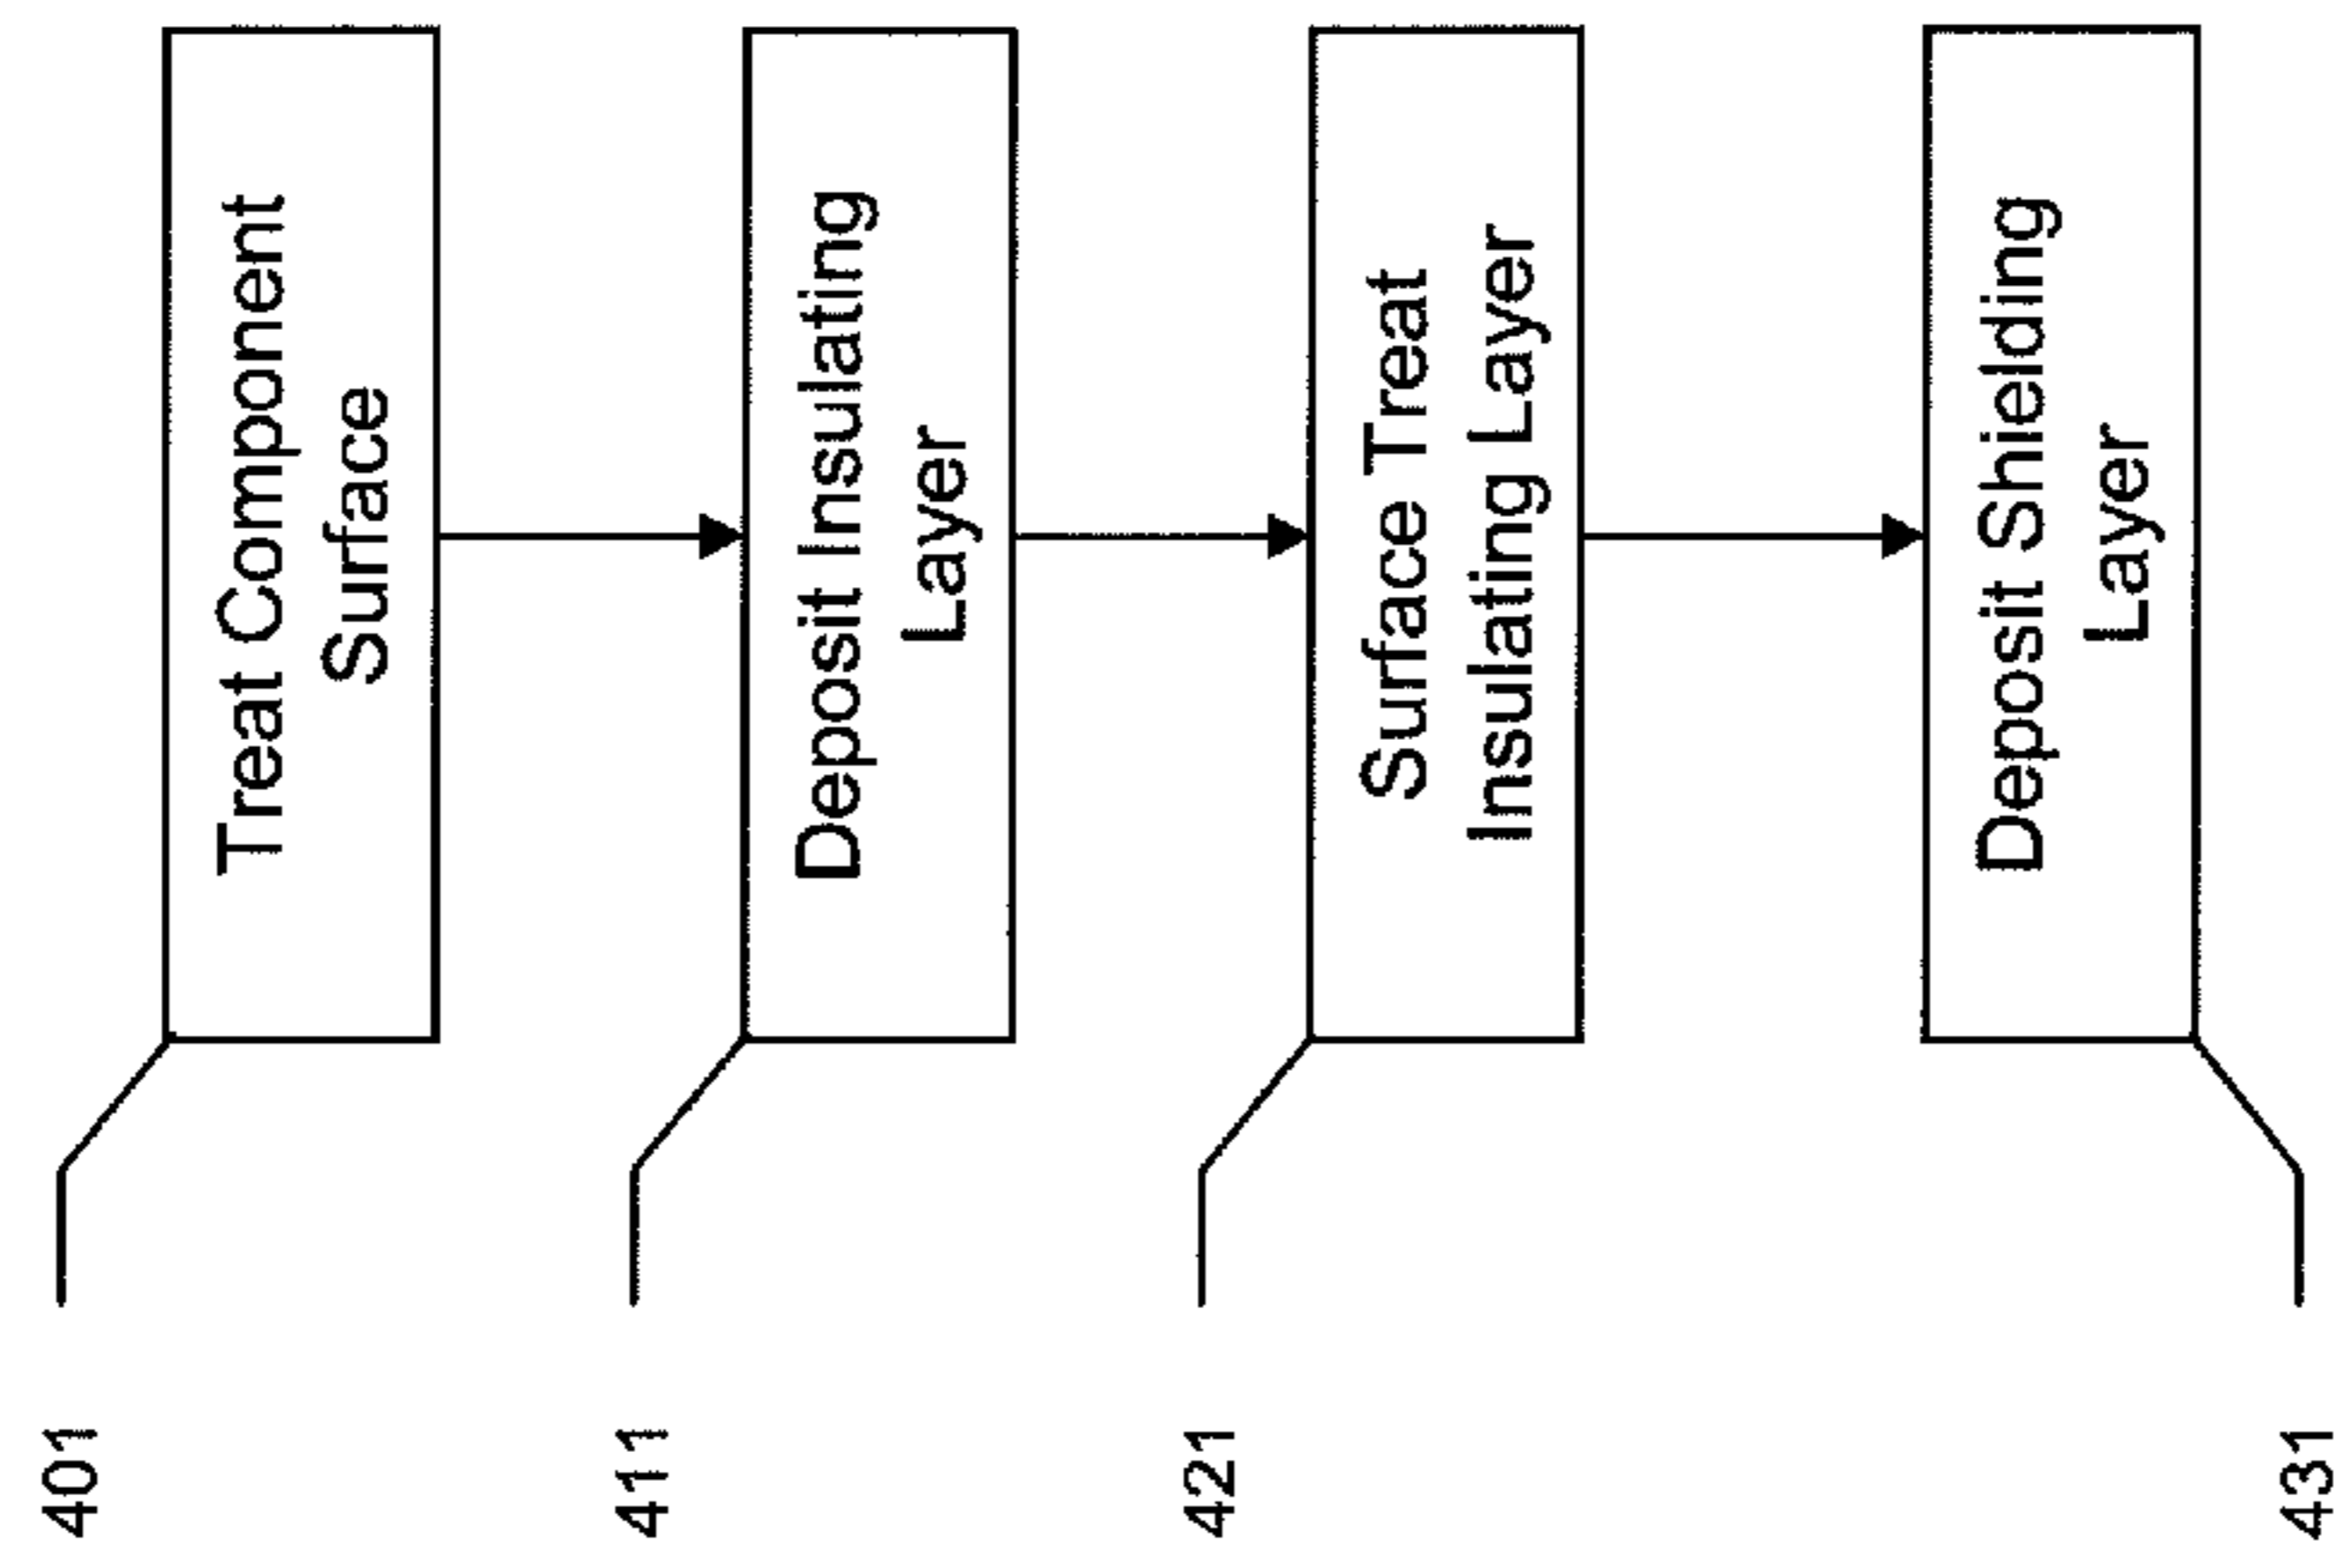 401
Treat Component
Surface
411
Deposit Insulating
Layer
421
Surface Treat
Insulating Layer
Deposit Shielding
Layer
431